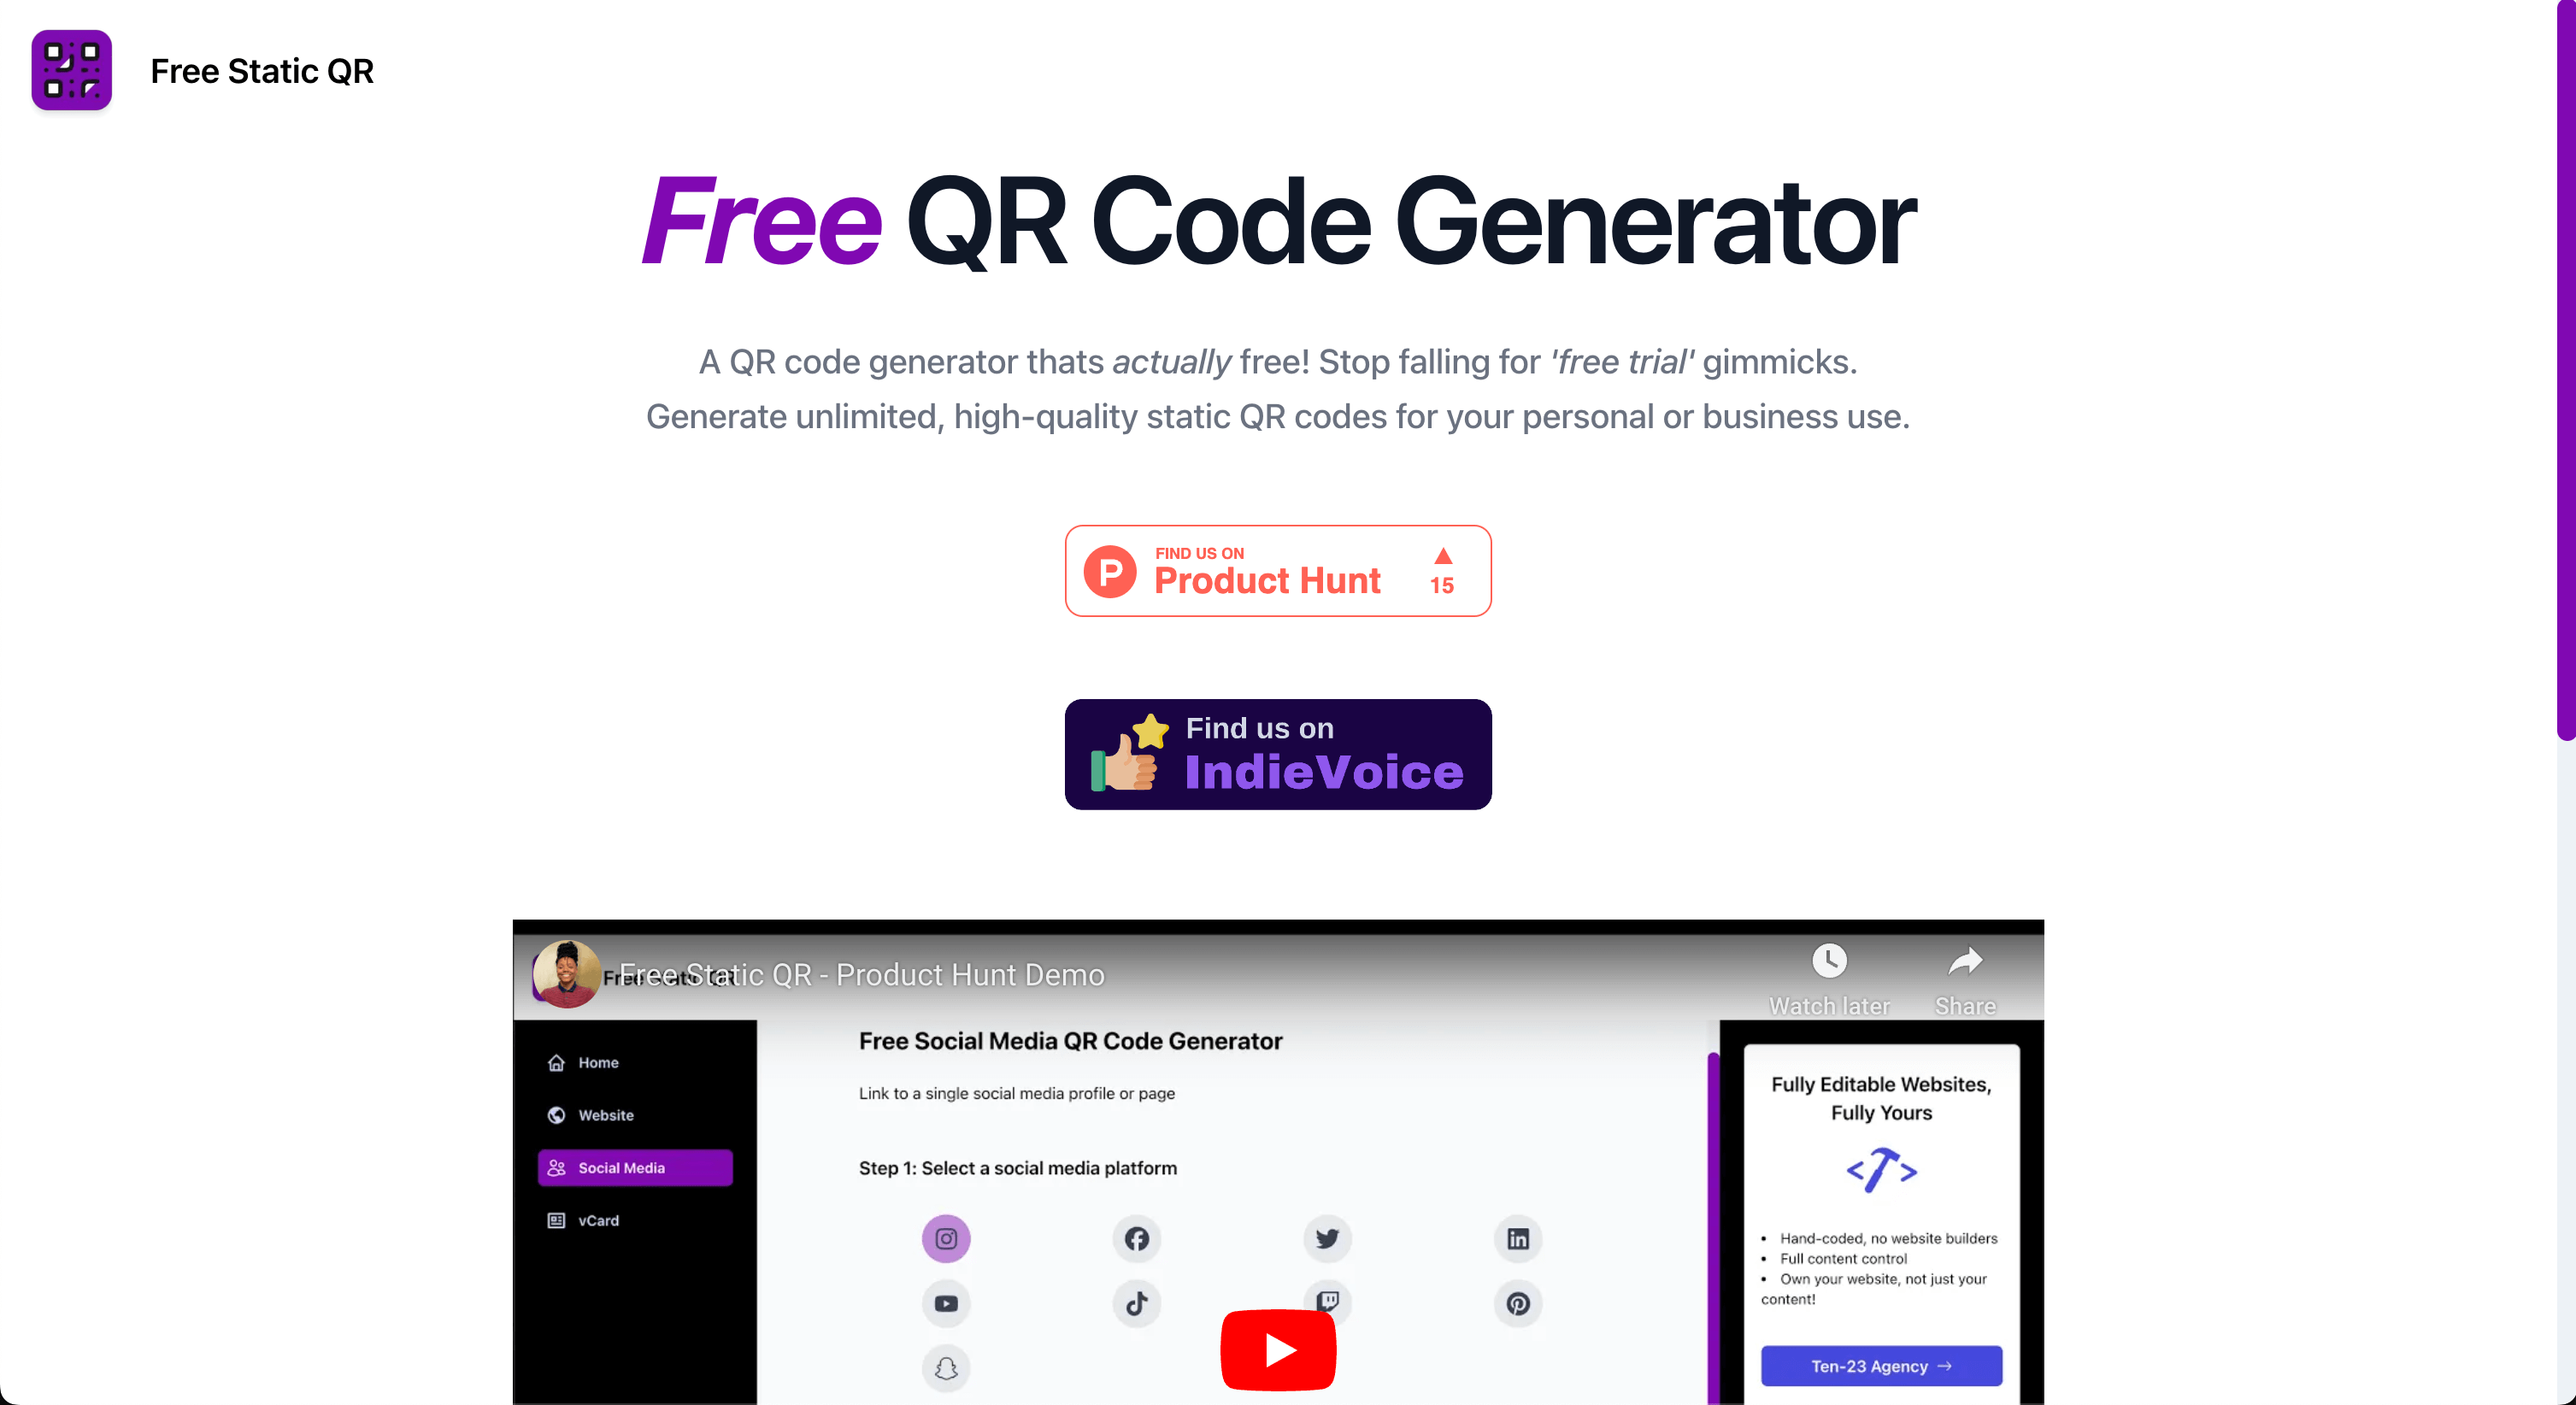 Free Static QR
Free QR Code Generator
A QR code generator thats actually free! Stop falling for 'free trial' gimmicks.
Generate unlimited, high-quality static QR codes for your personal or business use.
FIND US ON
Product Hunt
15
Find us on
IndieVoice
Free Static QR
Free Static QR - Product Hunt Demo
Watch later
Share
Home
Website
Social Media
vCard
Free Social Media QR Code Generator
Link to a single social media profile or page
Step 1: Select a social media platform
Fully Editable Websites,
Fully Yours
• Hand-coded, no website builders
• Full content control
• Own your website, not just your
content!
Ten-23 Agency →